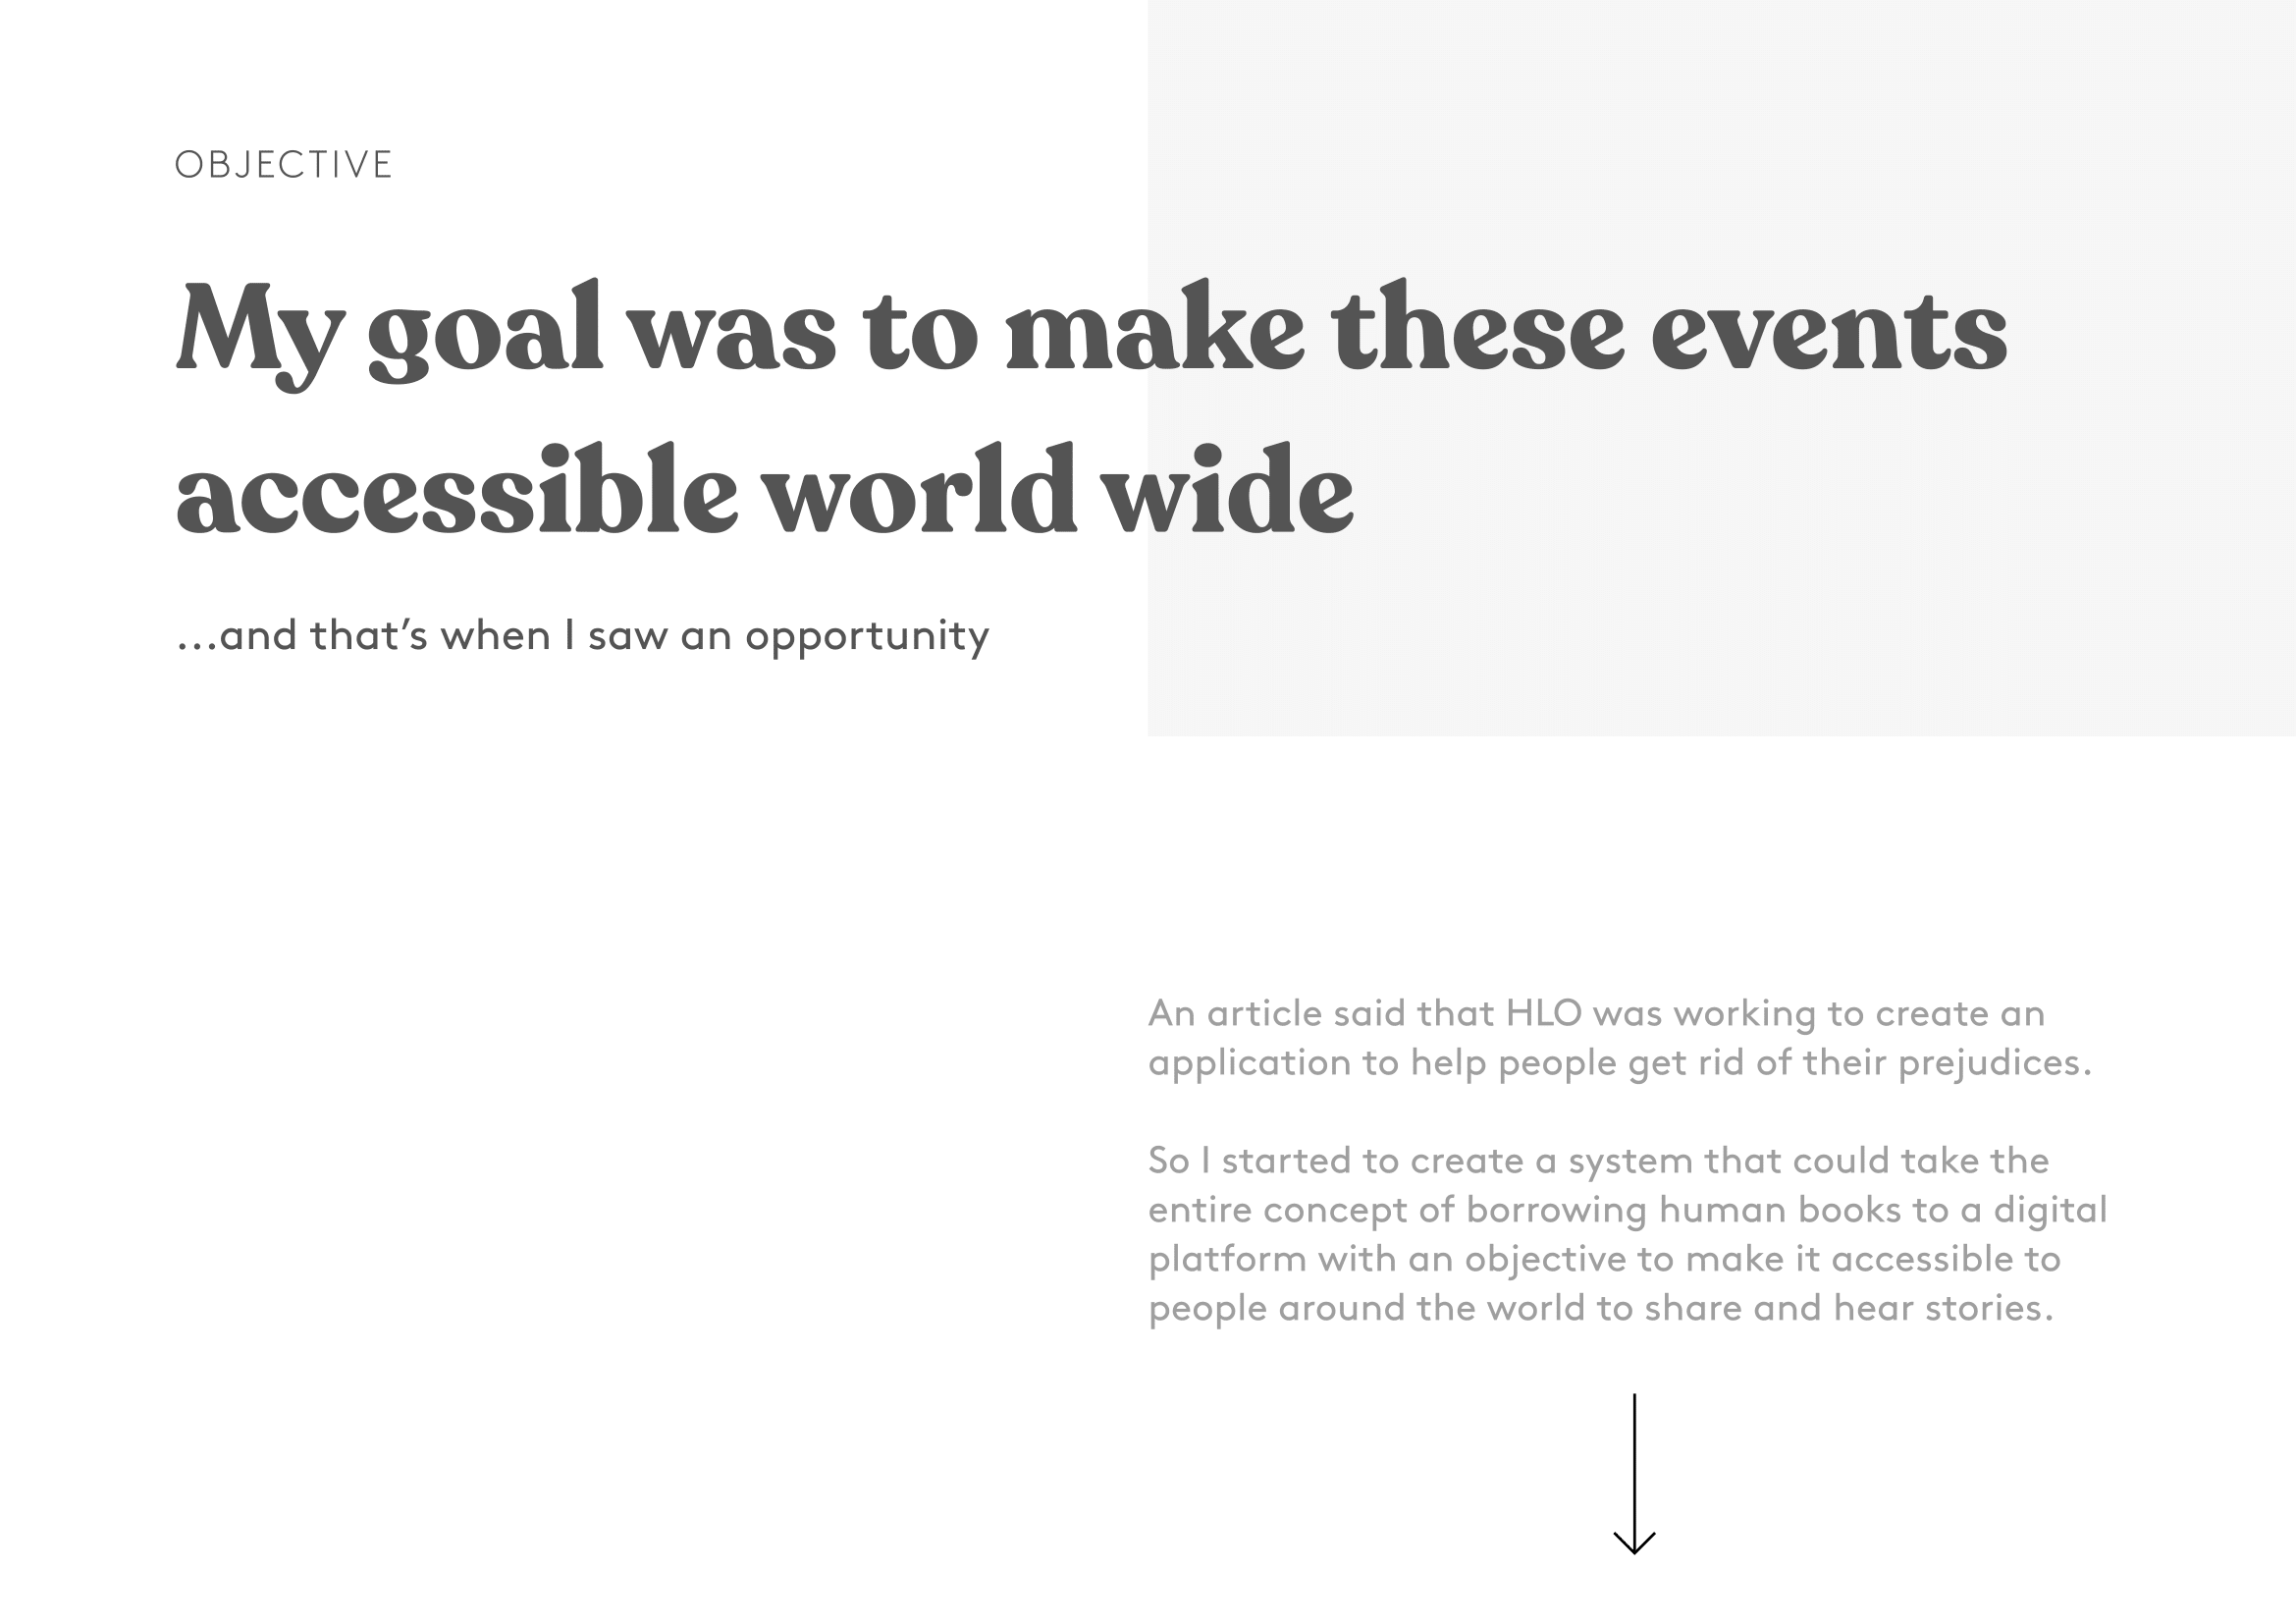 OBJECTIVE
My goal was to make these events
accessible world wide
...and that's when I saw an opportunity
An article said that HLO was working to create an
application to help people get rid of their prejudices.
So I started to create a system that could take the
entire concept of borrowing human books to a digital
platform with an objective to make it accessible to
people around the world to share and hear stories.